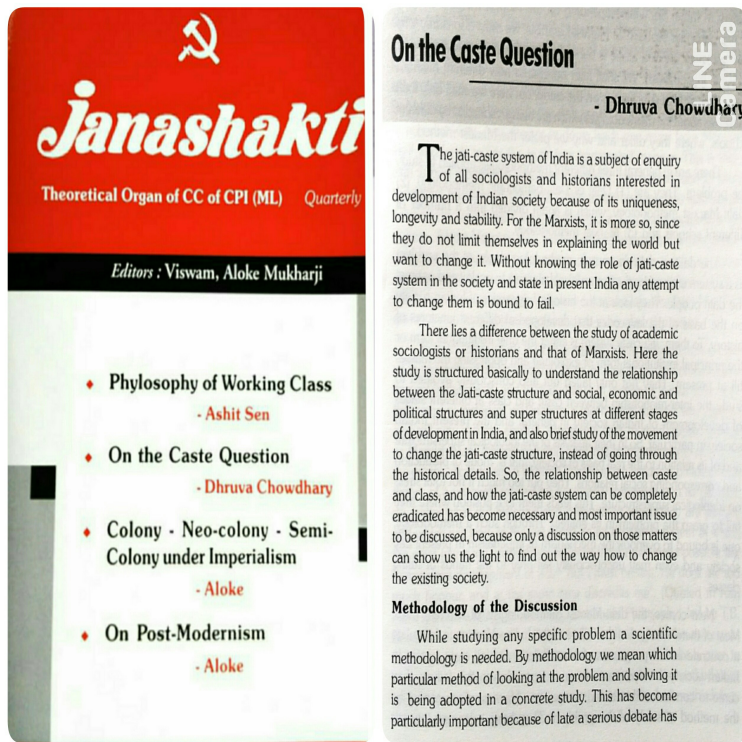 Janashakti
Theoretical Organ of CC of CPI (ML) Quarterly
Editors : Viswam, Aloke Mukharji
Phylosophy of Working Class
- Ashit Sen
On the Caste Question
- Dhruva Chowdhary
Colony - Neo-colony - Semi-
Colony under Imperialism
- Aloke
On Post-Modernism
- Aloke
On the Caste Question
- Dhruva Chowdhary
The jati-caste system of India is a subject of enquiry
of all sociologists and historians interested in
development of Indian society because of its uniqueness,
longevity and stability. For the Marxists, it is more so, since
they do not limit themselves in explaining the world but
want to change it. Without knowing the role of jati-caste
system in the society and state in present India any attempt
to change them is bound to fail.
There lies a difference between the study of academic
sociologists or historians and that of Marxists. Here the
study is structured basically to understand the relationship
between the Jati-caste structure and social, economic and
political structures and super structures at different stages
of development in India, and also brief study of the movement
to change the jati-caste structure, instead of going through
the historical details. So, the relationship between caste
and class, and how the jati-caste system can be completely
eradicated has become necessary and most important issue
to be discussed, because only a discussion on those matters
can show us the light to find out the way how to change
the existing society.
Methodology of the Discussion
While studying any specific problem a scientific
methodology is needed. By methodology we mean which
particular method of looking at the problem and solving it
is being adopted in a concrete study. This has become
particularly important because of late a serious debate has
LINE
Camera